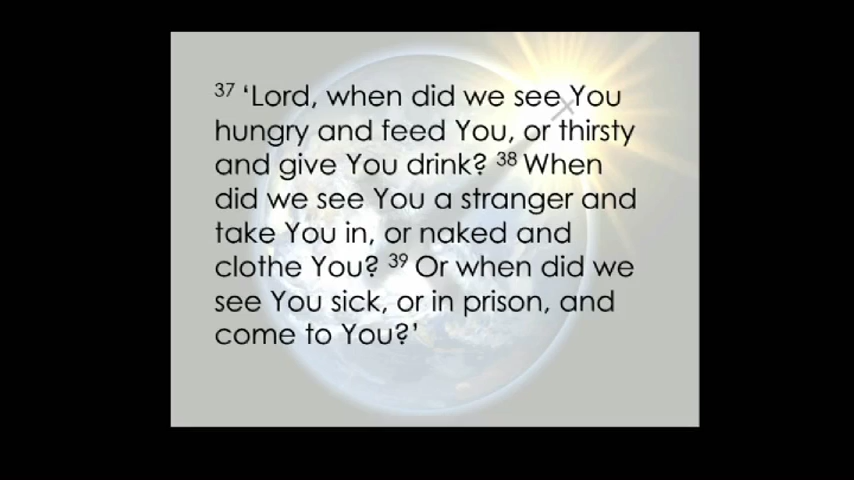 37 ‘Lord, when did we see You
hungry and feed You, or thirsty
and give You drink? 38 When
did we see You a stranger and
take You in, or naked and
clothe You? 39 Or when did we
see You sick, or in prison, and
come to You?’